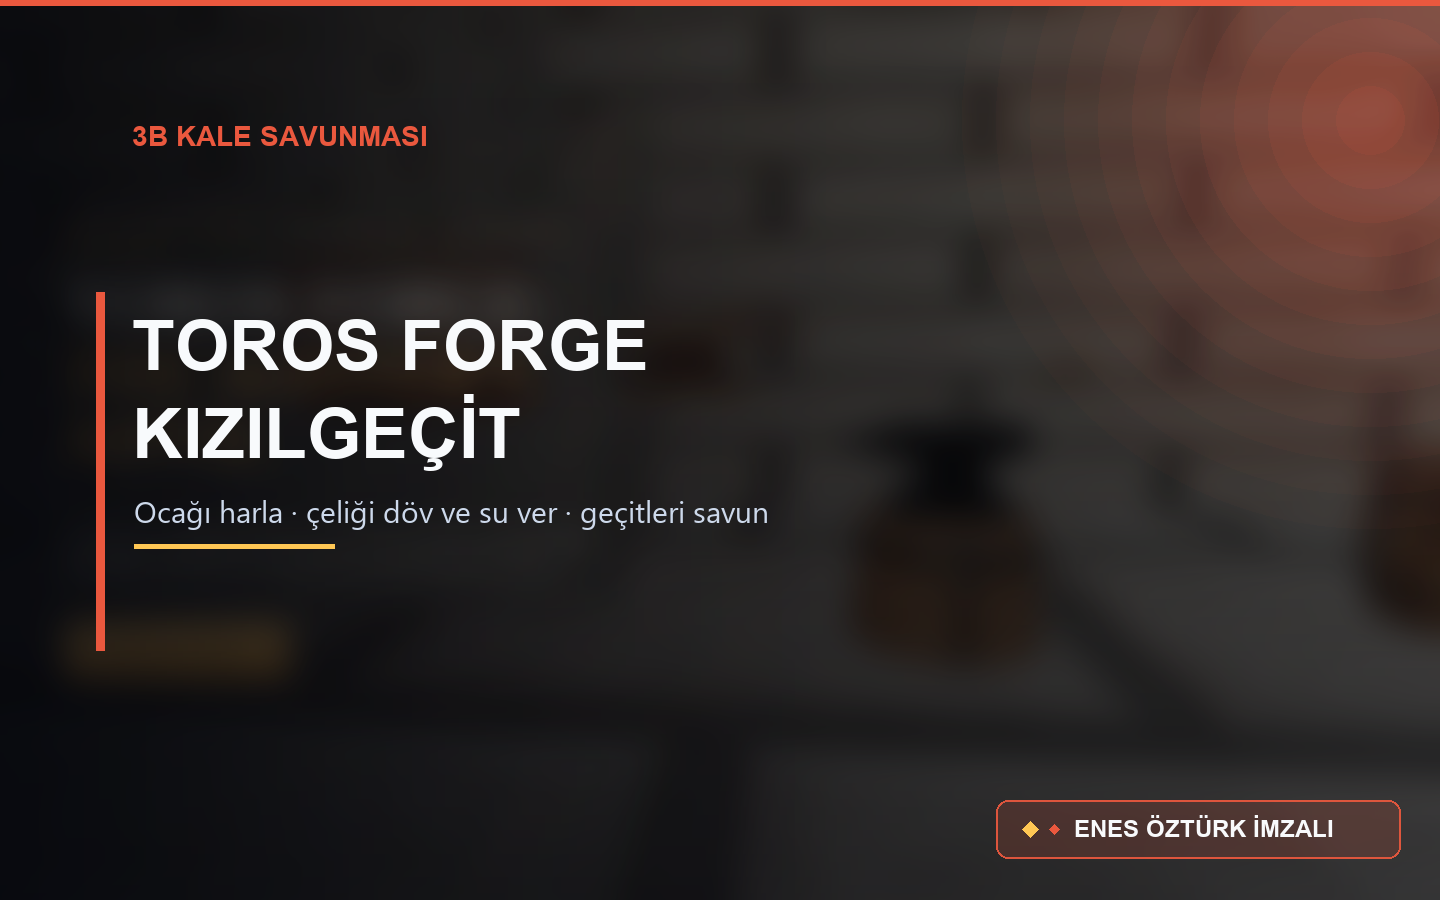 3B KALE SAVUNMASI
TOROS FORGE
KIZILGEÇİT
Ocağı harla · çeliği döv ve su ver · geçitleri savun
ENES ÖZTÜRK İMZALI